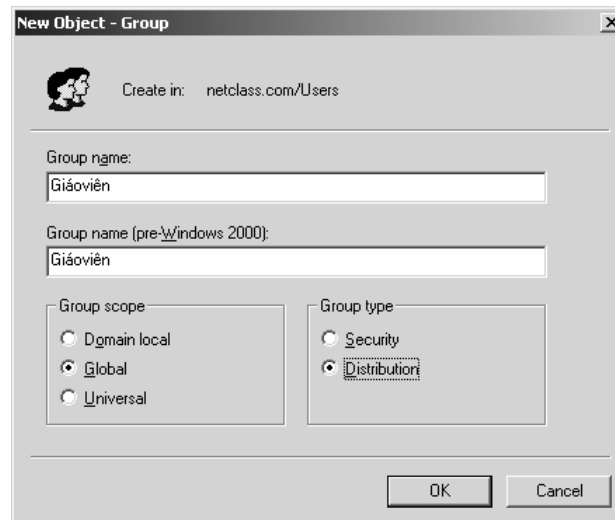 New Object - Group
Create in: netclass.com/Users
Group name:
Giáoviên
Group name (pre-Windows 2000):
Giáoviên
Group scope
Domain local
Global
Universal
Group type
Security
Distribution
OK
Cancel